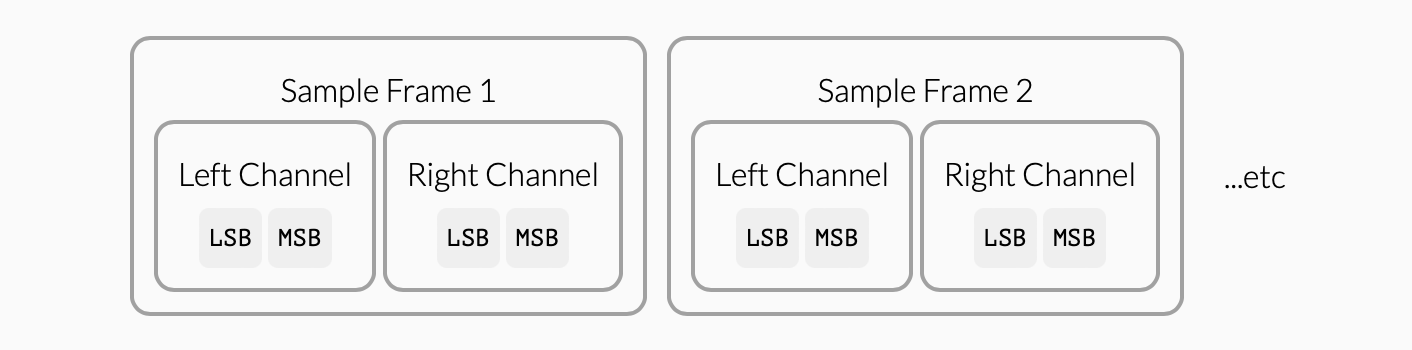 Sample Frame 1
Left Channel
LSB MSB
Right Channel
LSB MSB
Sample Frame 2
Left Channel
LSB MSB
Right Channel
LSB MSB
...etc